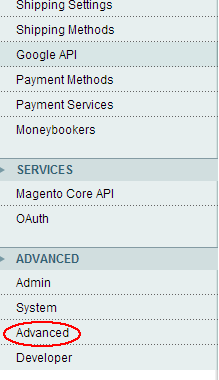 Shipping Settings
Shipping Methods
Google API
Payment Methods
Payment Services
Moneybookers
SERVICES
Magento Core API
OAuth
ADVANCED
Admin
System
Advanced
Developer